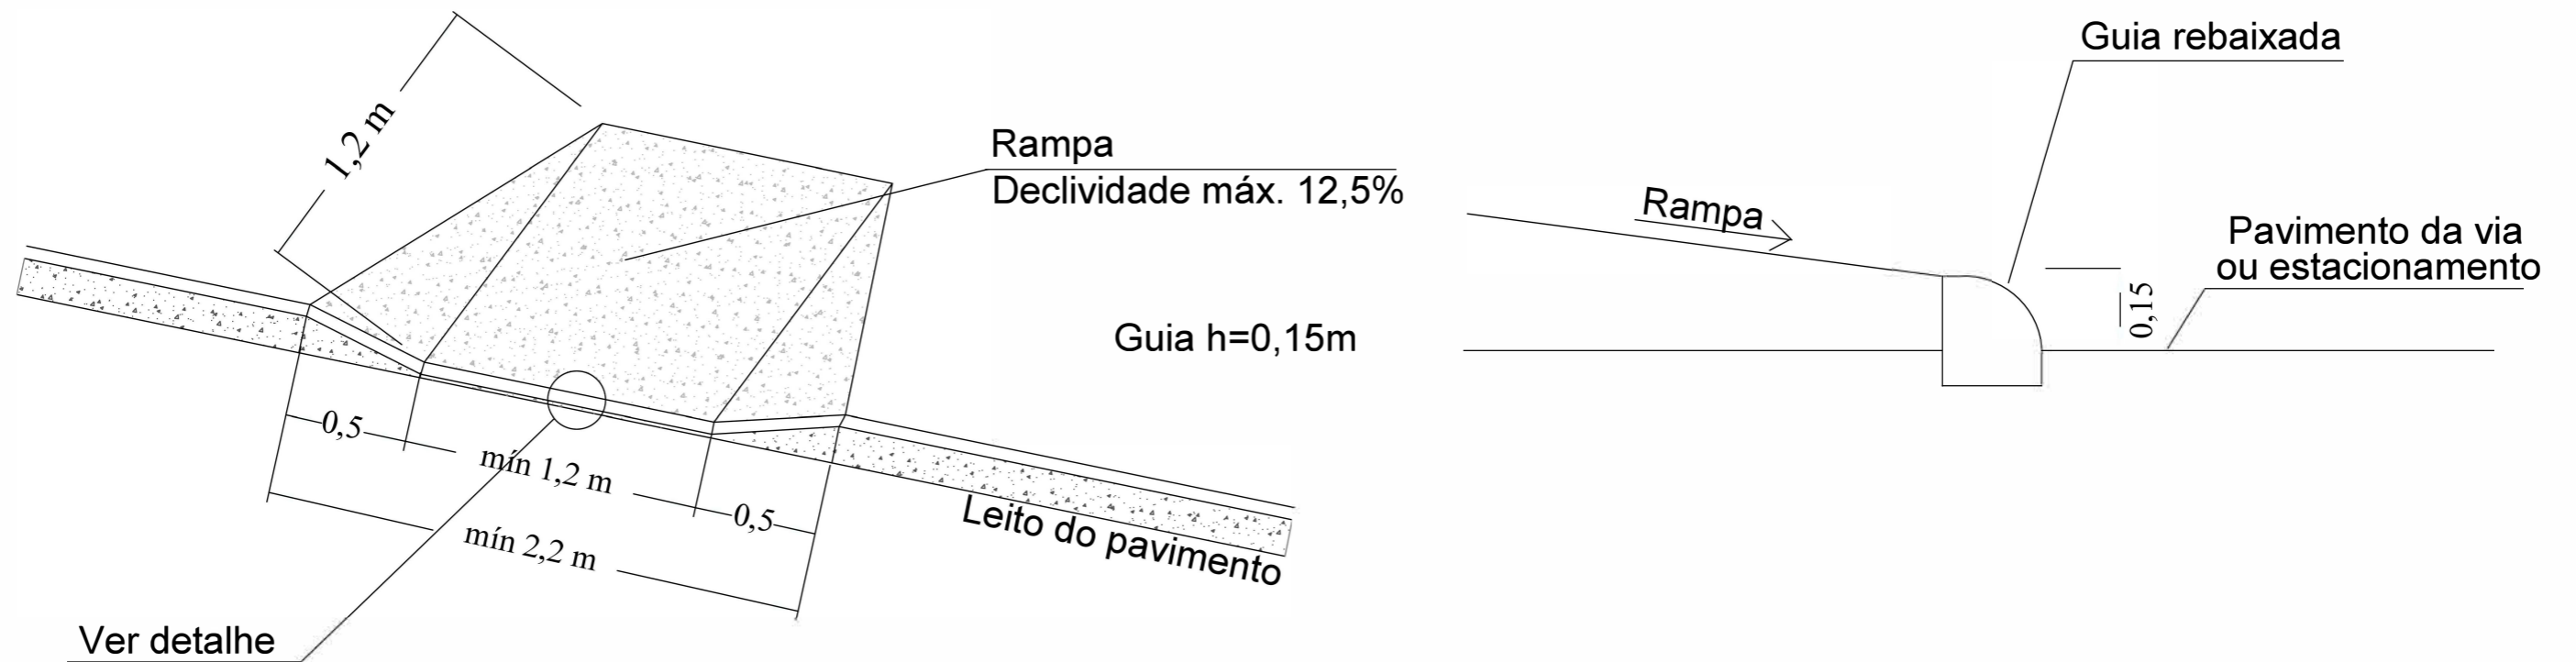 1,2 m
Rampa
Declividade máx. 12,5%
Guia h=0,15m
0,5
mín 1,2 m
0,5
mín 2,2 m
Leito do pavimento
Ver detalhe
Guia rebaixada
Rampa
Pavimento da via
ou estacionamento
0,15